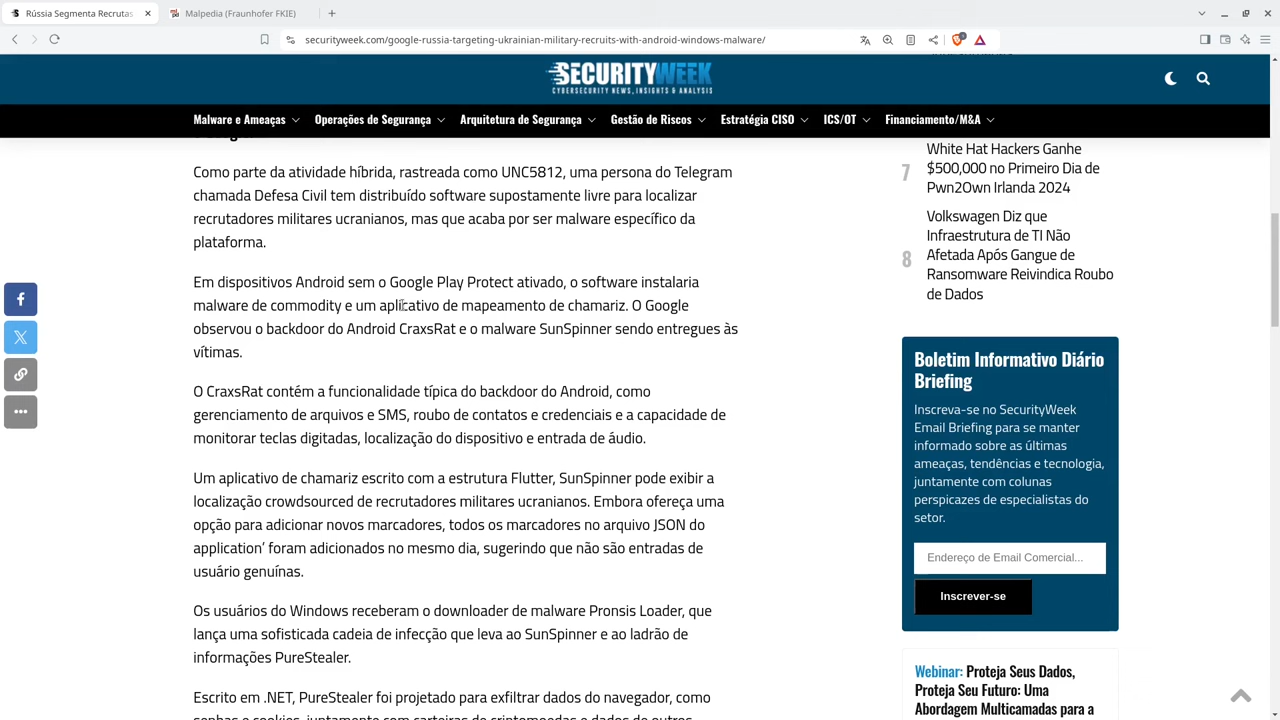 Rússia Segmenta Recrutas
Malpedia (Fraunhofer FKIE)
securityweek.com/google-russia-targeting-ukrainian-military-recruits-with-android-windows-malware/
SECURITYWEEK
CYBERSECURITY NEWS, INSIGHTS & ANALYSIS
Malware e Ameaças
Operações de Segurança
Arquitetura de Segurança
Gestão de Riscos
Estratégia CISO
ICS/OT
Financiamento/M&A
Como parte da atividade híbrida, rastreada como UNC5812, uma persona do Telegram
chamada Defesa Civil tem distribuído software supostamente livre para localizar
recrutadores militares ucranianos, mas que acaba por ser malware específico da
plataforma.
Em dispositivos Android sem o Google Play Protect ativado, o software instalaria
malware de commodity e um aplicativo de mapeamento de chamariz. O Google
observou o backdoor do Android CraxsRat e o malware SunSpinner sendo entregues às
vítimas.
O CraxsRat contém a funcionalidade típica do backdoor do Android, como
gerenciamento de arquivos e SMS, roubo de contatos e credenciais e a capacidade de
monitorar teclas digitadas, localização do dispositivo e entrada de áudio.
Um aplicativo de chamariz escrito com a estrutura Flutter, SunSpinner pode exibir a
localização crowdsourced de recrutadores militares ucranianos. Embora ofereça uma
opção para adicionar novos marcadores, todos os marcadores no arquivo JSON do
application’ foram adicionados no mesmo dia, sugerindo que não são entradas de
usuário genuínas.
Os usuários do Windows receberam o downloader de malware Pronsis Loader, que
lança uma sofisticada cadeia de infecção que leva ao SunSpinner e ao ladrão de
informações PureStealer.
Escrito em .NET, PureStealer foi projetado para exfiltrar dados do navegador, como
senhas e cookies, juntamente com carteiras de criptomoedas e dados de outros
7
White Hat Hackers Ganhe
$500,000 no Primeiro Dia de
Pwn2Own Irlanda 2024
8
Volkswagen Diz que
Infraestrutura de TI Não
Afetada Após Gangue de
Ransomware Reivindica Roubo
de Dados
Boletim Informativo Diário
Briefing
Inscreva-se no SecurityWeek
Email Briefing para se manter
informado sobre as últimas
ameaças, tendências e tecnologia,
juntamente com colunas
perspicazes de especialistas do
setor.
Endereço de Email Comercial...
Inscrever-se
Webinar: Proteja Seus Dados,
Proteja Seu Futuro: Uma
Abordagem Multicamadas para a